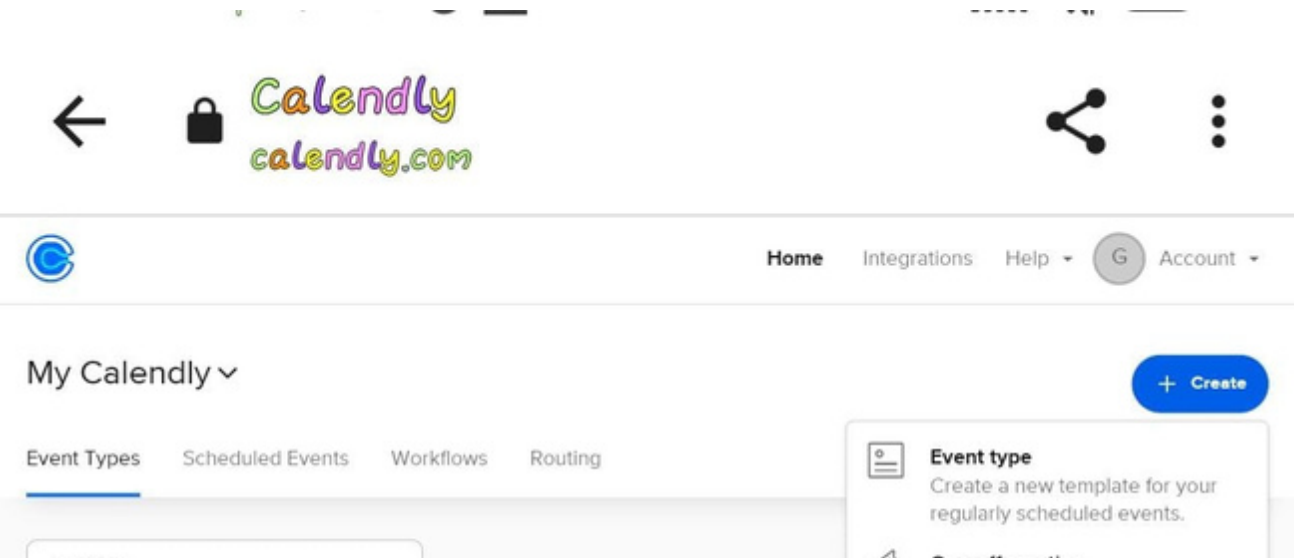 Calendly
calendly.com
Home Integrations Help G Account
My Calendly
+ Create
Event Types Scheduled Events Workflows Routing
Event type
Create a new template for your
regularly scheduled events.